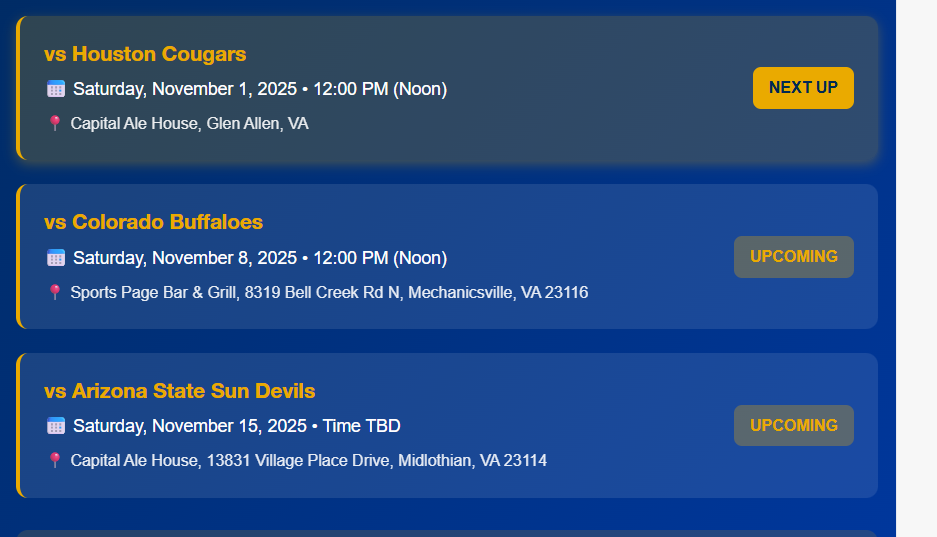 vs Houston Cougars
Saturday, November 1, 2025 • 12:00 PM (Noon)
NEXT UP
Capital Ale House, Glen Allen, VA
vs Colorado Buffaloes
Saturday, November 8, 2025 • 12:00 PM (Noon)
UPCOMING
Sports Page Bar & Grill, 8319 Bell Creek Rd N, Mechanicsville, VA 23116
vs Arizona State Sun Devils
Saturday, November 15, 2025 • Time TBD
UPCOMING
Capital Ale House, 13831 Village Place Drive, Midlothian, VA 23114